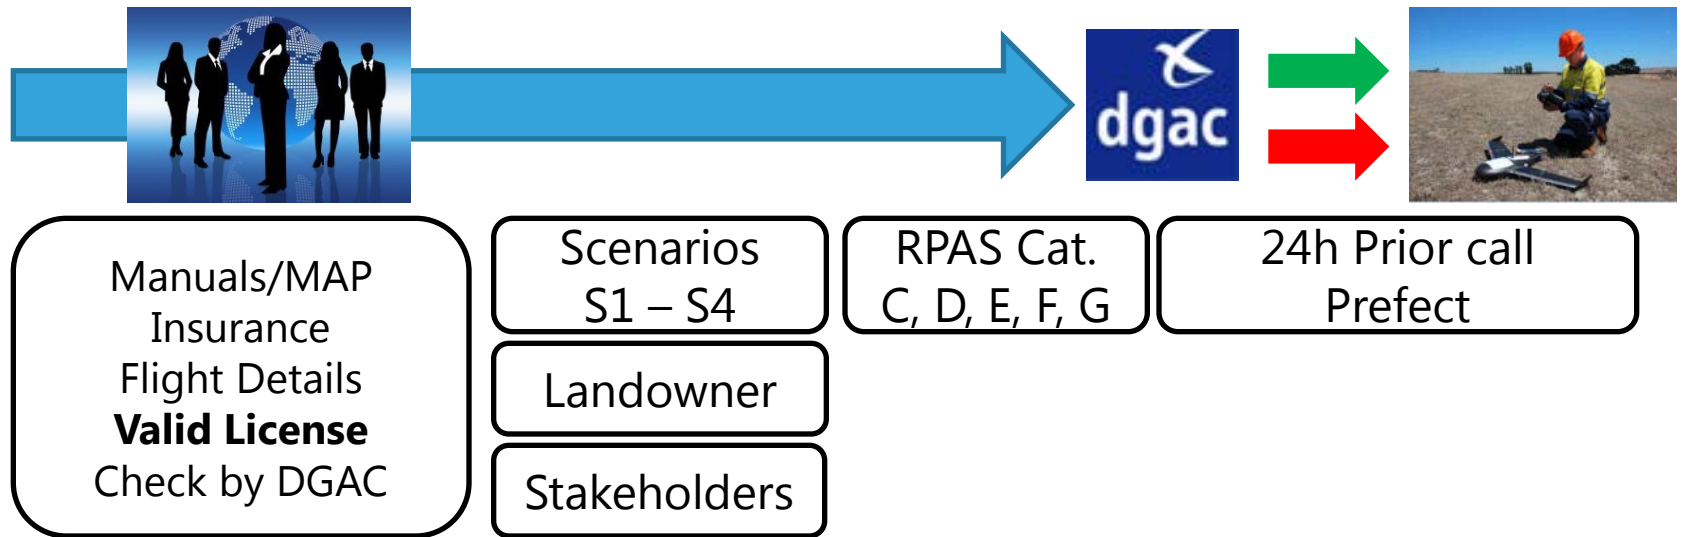 dgac
Manuals/MAP
Insurance
Flight Details
Valid License
Check by DGAC
Scenarios
S1 – S4
Landowner
Stakeholders
RPAS Cat.
C, D, E, F, G
24h Prior call
Prefect